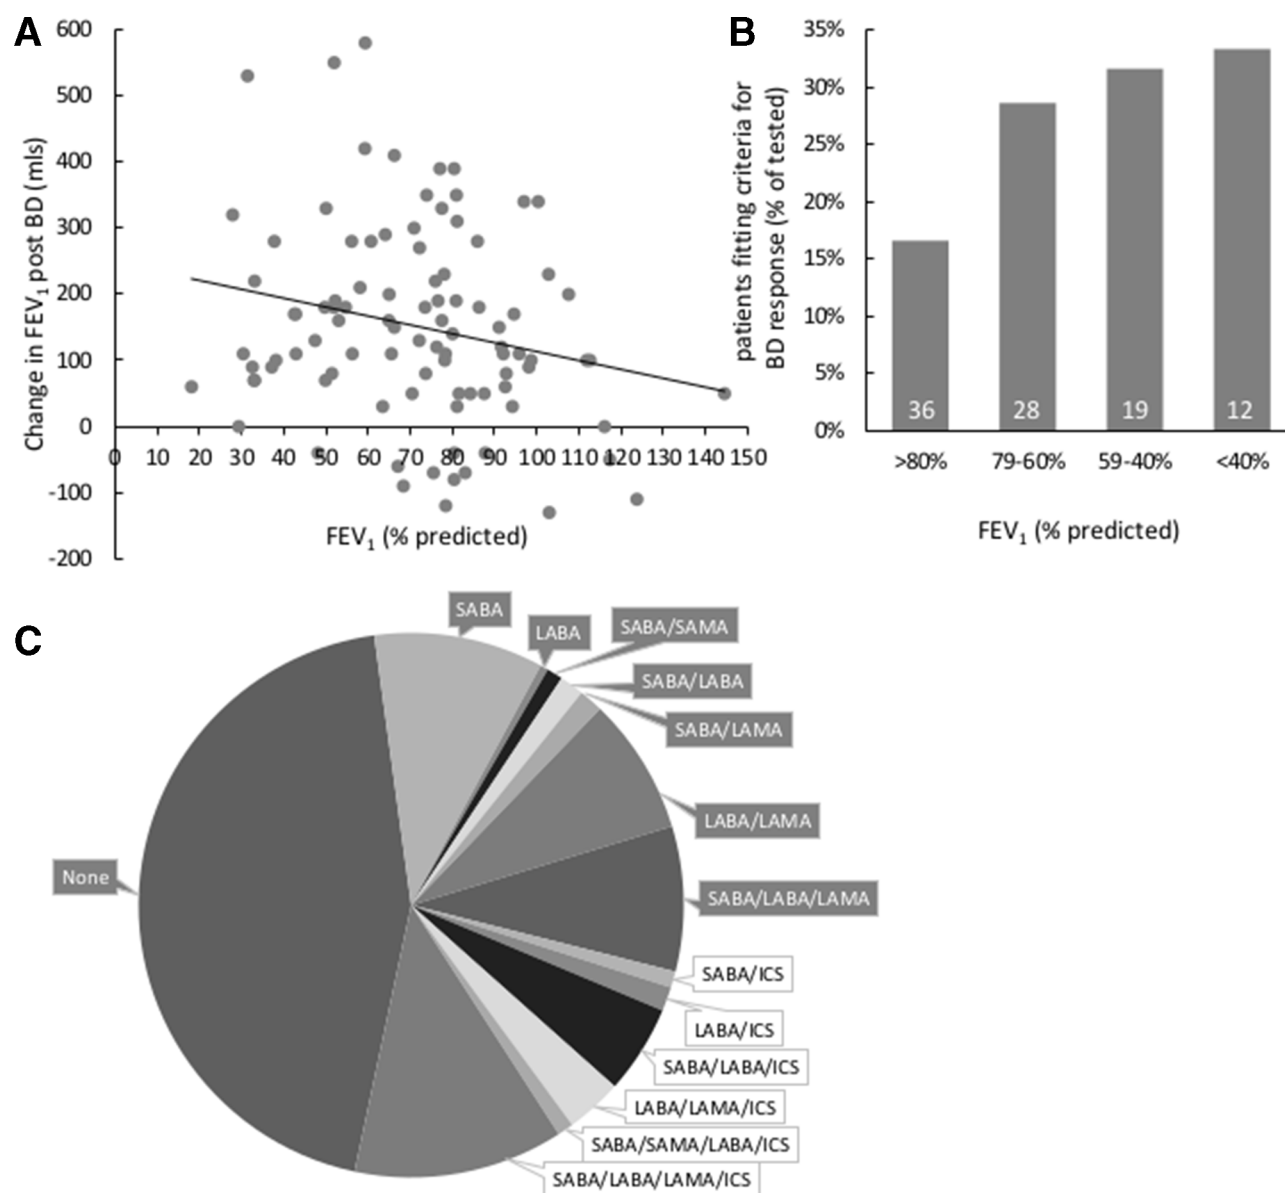 A
600
500
400
300
200
100
0
-100
-200
Change in FEV1 post BD (mls)
0 10 20 30 40 50 60 70 80 90 100 110 120 130 140 150
FEV1 (% predicted)
B
35%
30%
25%
20%
15%
10%
5%
0%
patients fitting criteria for
BD response (% of tested)
36 28 19 12
>80% 79-60% 59-40% <40%
FEV1 (% predicted)
C
SABA
LABA
SABA/SAMA
SABA/LABA
SABA/LAMA
LABA/LAMA
None
SABA/LABA/LAMA
SABA/ICS
LABA/ICS
SABA/LABA/ICS
LABA/LAMA/ICS
SABA/SAMA/LABA/ICS
SABA/LABA/LAMA/ICS